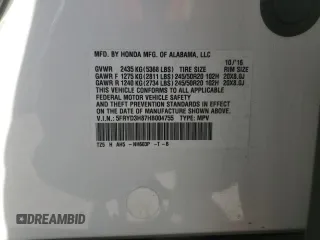 MFD. BY HONDA MFG. OF ALABAMA, LLC
10/16
GVWR 2435 KG(5368 LBS) TIRE SIZE RIM SIZE
GAWR F 1275 KG(2811 LBS) 245/50R20 102H 20X8.0J
GAWR R 1240 KG(2734 LBS) 245/50R20 102H 20X8.0J
THIS VEHICLE CONFORMS TO ALL APPLICABLE
FEDERAL MOTOR VEHICLE SAFETY
STANDARDS IN EFFECT ON THE DATE OF
MANUFACTURE SHOWN ABOVE.
V.I.N: 5FRYD3H87HB004755 TYPE: MPV
DREAMBID
dreambid.com